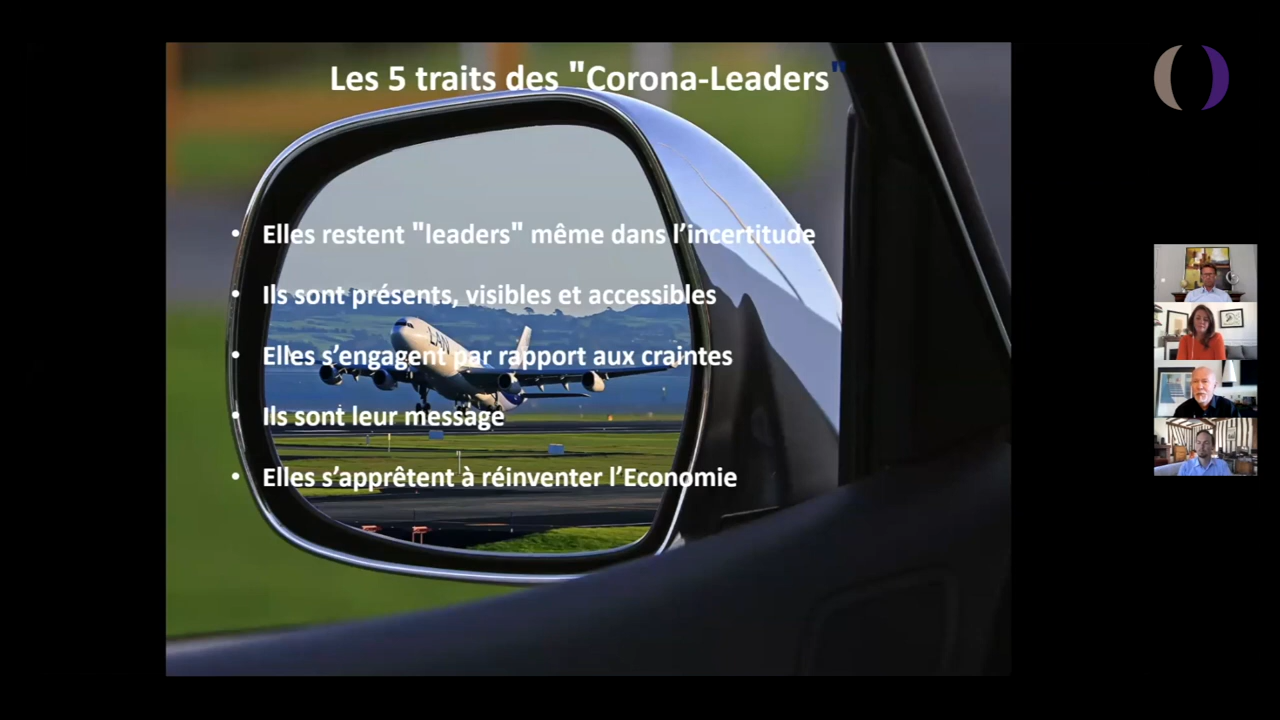 Les 5 traits des "Corona-Leaders"
• Elles restent "leaders" même dans l’incertitude
• Ils sont présents, visibles et accessibles
• Elles s’engagent par rapport aux craintes
• Ils sont leur message
• Elles s’apprêtent à réinventer l’Economie
LAN